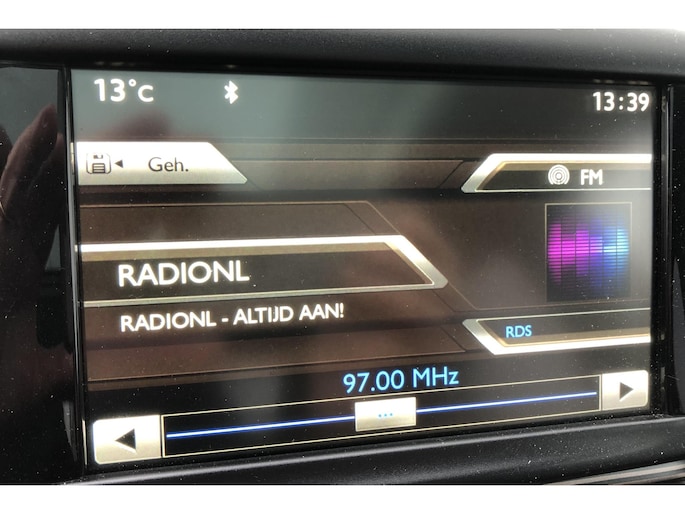 13°C
13:39
Geh.
FM
RADIONL
RADIONL - ALTIJD AAN!
RDS
97.00 MHz
...